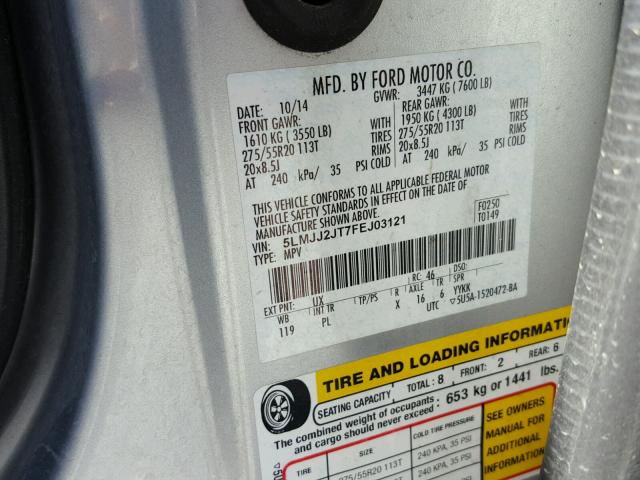 MFD. BY FORD MOTOR CO.
DATE: 10/14 GVWR: 3447 KG (7600 LB)
FRONT GAWR: REAR GAWR:
1610 KG (3550 LB) WITH 1950 KG (4300 LB) WITH
275/55R20 113T TIRES 275/55R20 113T TIRES
20x8.5J RIMS 20x8.5J RIMS
AT 240 kPa/ 35 PSI COLD AT 240 kPa/ 35 PSI COLD
THIS VEHICLE CONFORMS TO ALL APPLICABLE FEDERAL MOTOR
VEHICLE SAFETY STANDARDS IN EFFECT ON THE DATE OF
MANUFACTURE SHOWN ABOVE.
VIN: 5LMJJ2JT7FEJ03121 F0250
TYPE: MPV T0149
EXT PNT: UX RC: 46 DSO:
WB INT TR TP/PS R AXLE TR SPR
119 PL X 16 6 YYKK
UTC ▽5U5A-1520472-BA
TIRE AND LOADING INFORMATI
SEATING CAPACITY TOTAL: 8 FRONT: 2 REAR: 6
The combined weight of occupants and cargo should never exceed: 653 kg or 1441 lbs.
TIRE SIZE COLD TIRE PRESSURE
275/55R20 113T 240 KPA, 35 PSI
240 KPA, 35 PSI
SEE OWNERS
MANUAL FOR
ADDITIONAL
INFORMATION